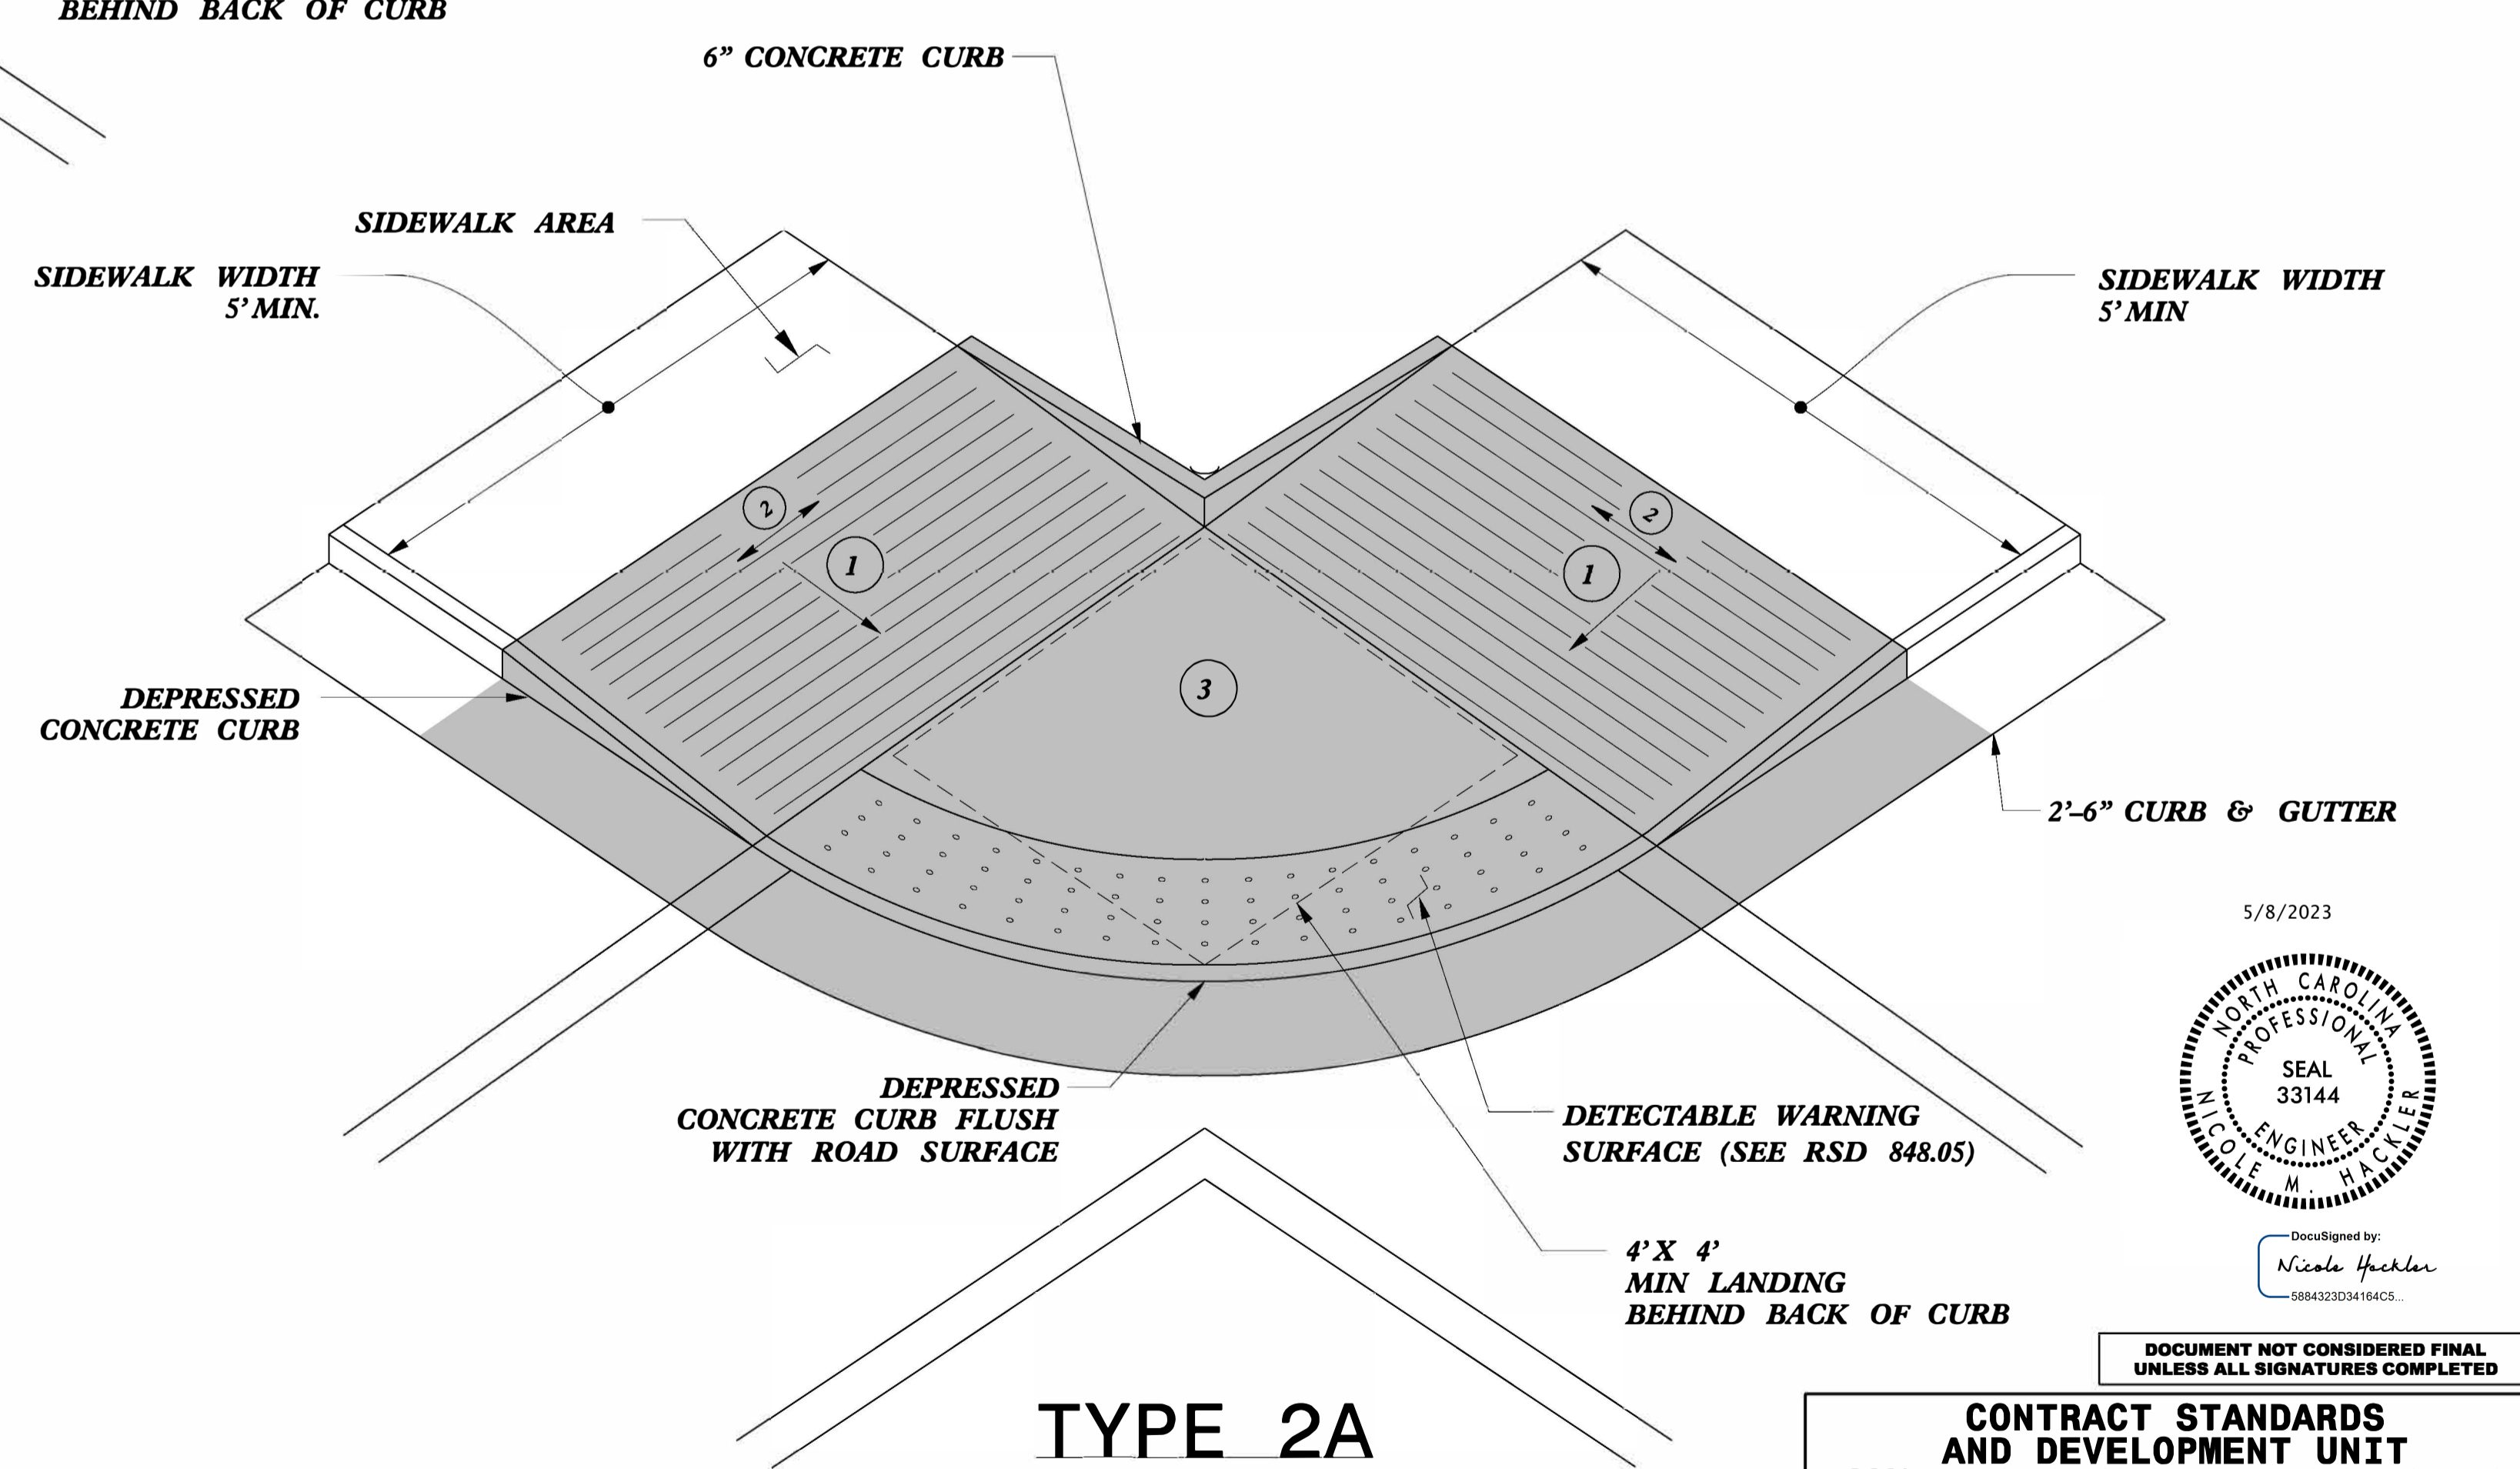 BEHIND BACK OF CURB
6” CONCRETE CURB
SIDEWALK AREA
SIDEWALK WIDTH
5’ MIN.
SIDEWALK WIDTH
5’ MIN
2
1
2
1
3
DEPRESSED
CONCRETE CURB
2’–6” CURB & GUTTER
5/8/2023
NORTH CAROLINA
PROFESSIONAL
SEAL
33144
ENGINEER
NICOLE M. HACKLER
DEPRESSED
CONCRETE CURB FLUSH
WITH ROAD SURFACE
DETECTABLE WARNING
SURFACE (SEE RSD 848.05)
4’ X 4’
MIN LANDING
BEHIND BACK OF CURB
DocuSigned by:
Nicole Hackler
5884323D34164C5...
DOCUMENT NOT CONSIDERED FINAL
UNLESS ALL SIGNATURES COMPLETED
TYPE 2A
CONTRACT STANDARDS
AND DEVELOPMENT UNIT